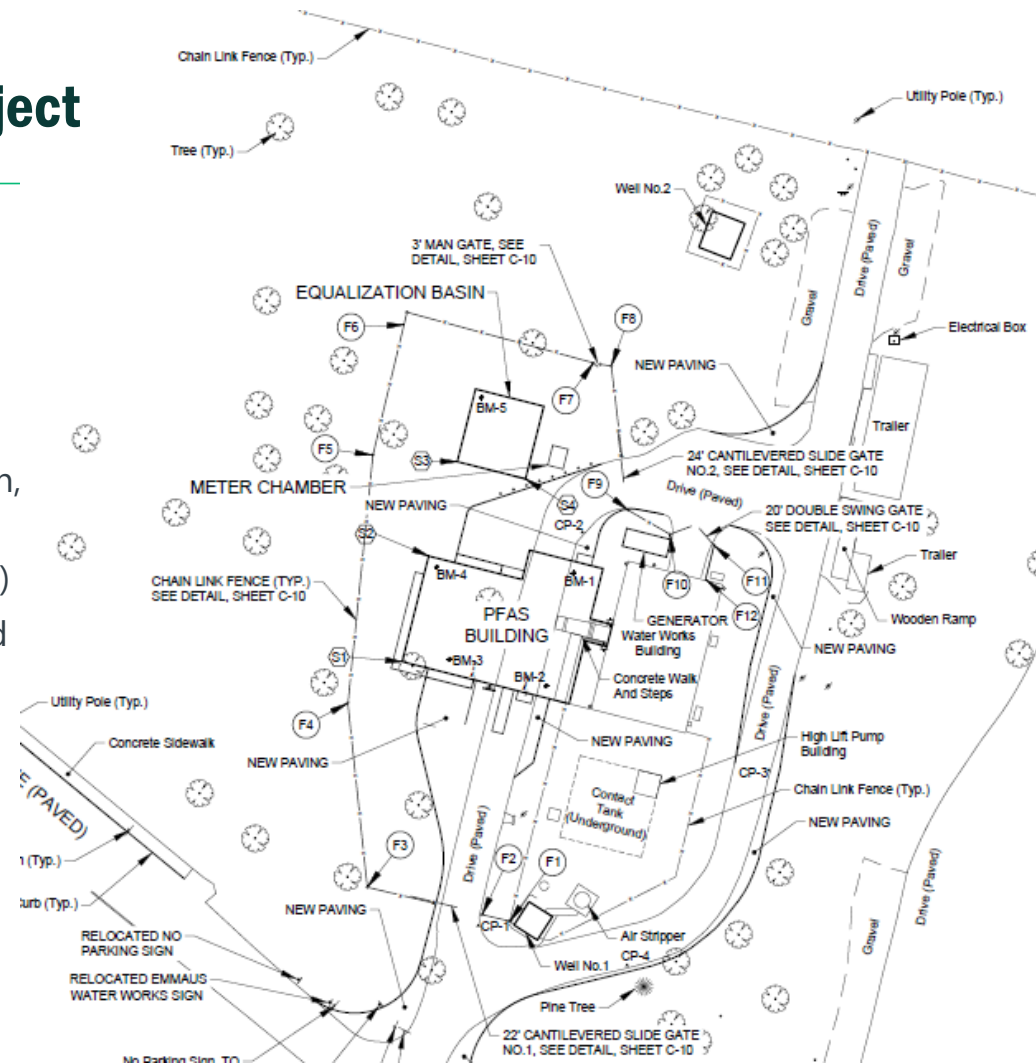 ject
Chain Link Fence (Typ.)
Utility Pole (Typ.)
Tree (Typ.)
Well No.2
Drive (Paved)
Gravel
Gravel
3' MAN GATE, SEE
DETAIL, SHEET C-10
EQUALIZATION BASIN
F6
F8
Electrical Box
NEW PAVING
F7
BM-5
Trailer
F5
S3
24' CANTILEVERED SLIDE GATE
NO.2, SEE DETAIL, SHEET C-10
n,
METER CHAMBER
F9
Drive (Paved)
NEW PAVING
S4
CP-2
20' DOUBLE SWING GATE
SEE DETAIL, SHEET C-10
S2
Trailer
BM-4
BM-1
F10
F11
)
CHAIN LINK FENCE (TYP.)
SEE DETAIL, SHEET C-10
PFAS
BUILDING
GENERATOR
F12
Wooden Ramp
d
Water Works
Building
NEW PAVING
S1
BM-3
BM-2
Concrete Walk
And Steps
Drive (Paved)
Utility Pole (Typ.)
F4
Concrete Sidewalk
NEW PAVING
NEW PAVING
High Lift Pump
Building
CP-3
E (PAVED)
Contact
Tank
(Underground)
Chain Link Fence (Typ.)
NEW PAVING
(Typ.)
F3
Drive (Paved)
F2
F1
Drive (Paved)
Curb (Typ.)
NEW PAVING
CP-1
Gravel
RELOCATED NO
PARKING SIGN
Air Stripper
CP-4
Well No.1
RELOCATED EMMAUS
WATER WORKS SIGN
Pine Tree
22' CANTILEVERED SLIDE GATE
NO.1, SEE DETAIL, SHEET C-10
No Parking Sign, TO